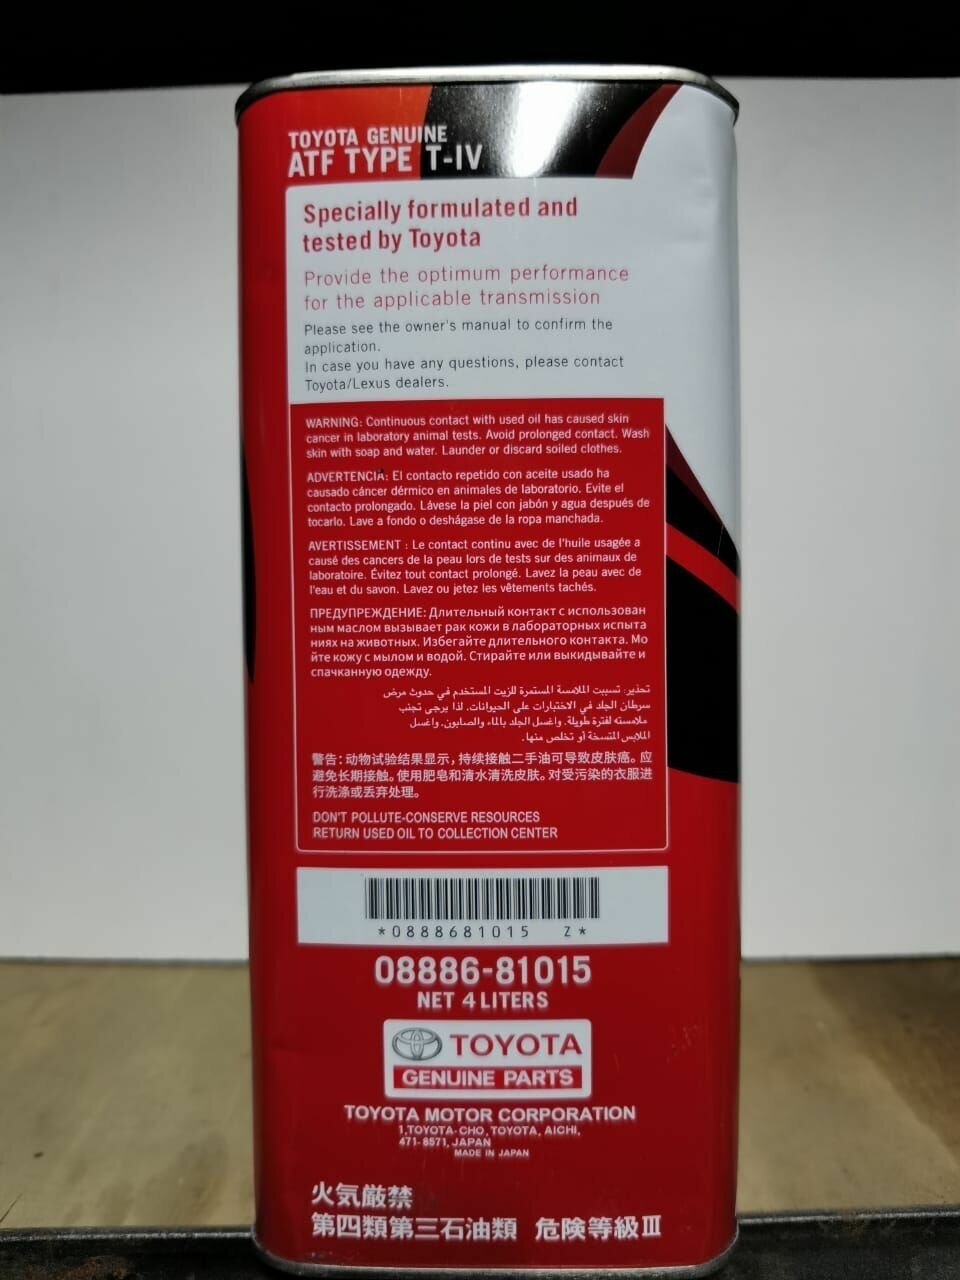 TOYOTA GENUINE
ATF TYPE T-IV
Specially formulated and
tested by Toyota
Provide the optimum performance
for the applicable transmission
Please see the owner's manual to confirm the
application.
In case you have any questions, please contact
Toyota/Lexus dealers.
WARNING: Continuous contact with used oil has caused skin
cancer in laboratory animal tests. Avoid prolonged contact. Wash
skin with soap and water. Launder or discard soiled clothes.
ADVERTENCIA: El contacto repetido con aceite usado ha
causado cáncer dérmico en animales de laboratorio. Evite el
contacto prolongado. Lávese la piel con jabón y agua después de
tocarlo. Lave a fondo o deshágase de la ropa manchada.
AVERTISSEMENT : Le contact continu avec de l'huile usagée a
causé des cancers de la peau lors de tests sur des animaux de
laboratoire. Évitez tout contact prolongé. Lavez la peau avec de
l'eau et du savon. Lavez ou jetez les vêtements tachés.
ПРЕДУПРЕЖДЕНИЕ: Длительный контакт с использован
ным маслом вызывает рак кожи в лабораторных испыта
ниях на животных. Избегайте длительного контакта. Мо
йте кожу с мылом и водой. Стирайте или выкидывайте и
спачканную одежду.
تحذير: تسببت الملامسة المستمرة للزيت المستخدم في حدوث مرض
سرطان الجلد في الاختبارات على الحيوانات. لذا يرجى تجنب
ملامسته لفترة طويلة. واغسل الجلد بالماء والصابون. واغسل
الملابس المتسخة أو تخلص منها.
警告：动物试验结果显示，持续接触二手油可导致皮肤癌。应
避免长期接触。使用肥皂和清水清洗皮肤。对受污染的衣服进
行洗涤或丢弃处理。
DON'T POLLUTE-CONSERVE RESOURCES
RETURN USED OIL TO COLLECTION CENTER
*0888681015 Z*
08886-81015
NET 4 LITERS
TOYOTA
GENUINE PARTS
TOYOTA MOTOR CORPORATION
1,TOYOTA-CHO, TOYOTA, AICHI,
471-8571, JAPAN
MADE IN JAPAN
火気厳禁
第四類第三石油類 危険等級Ⅲ